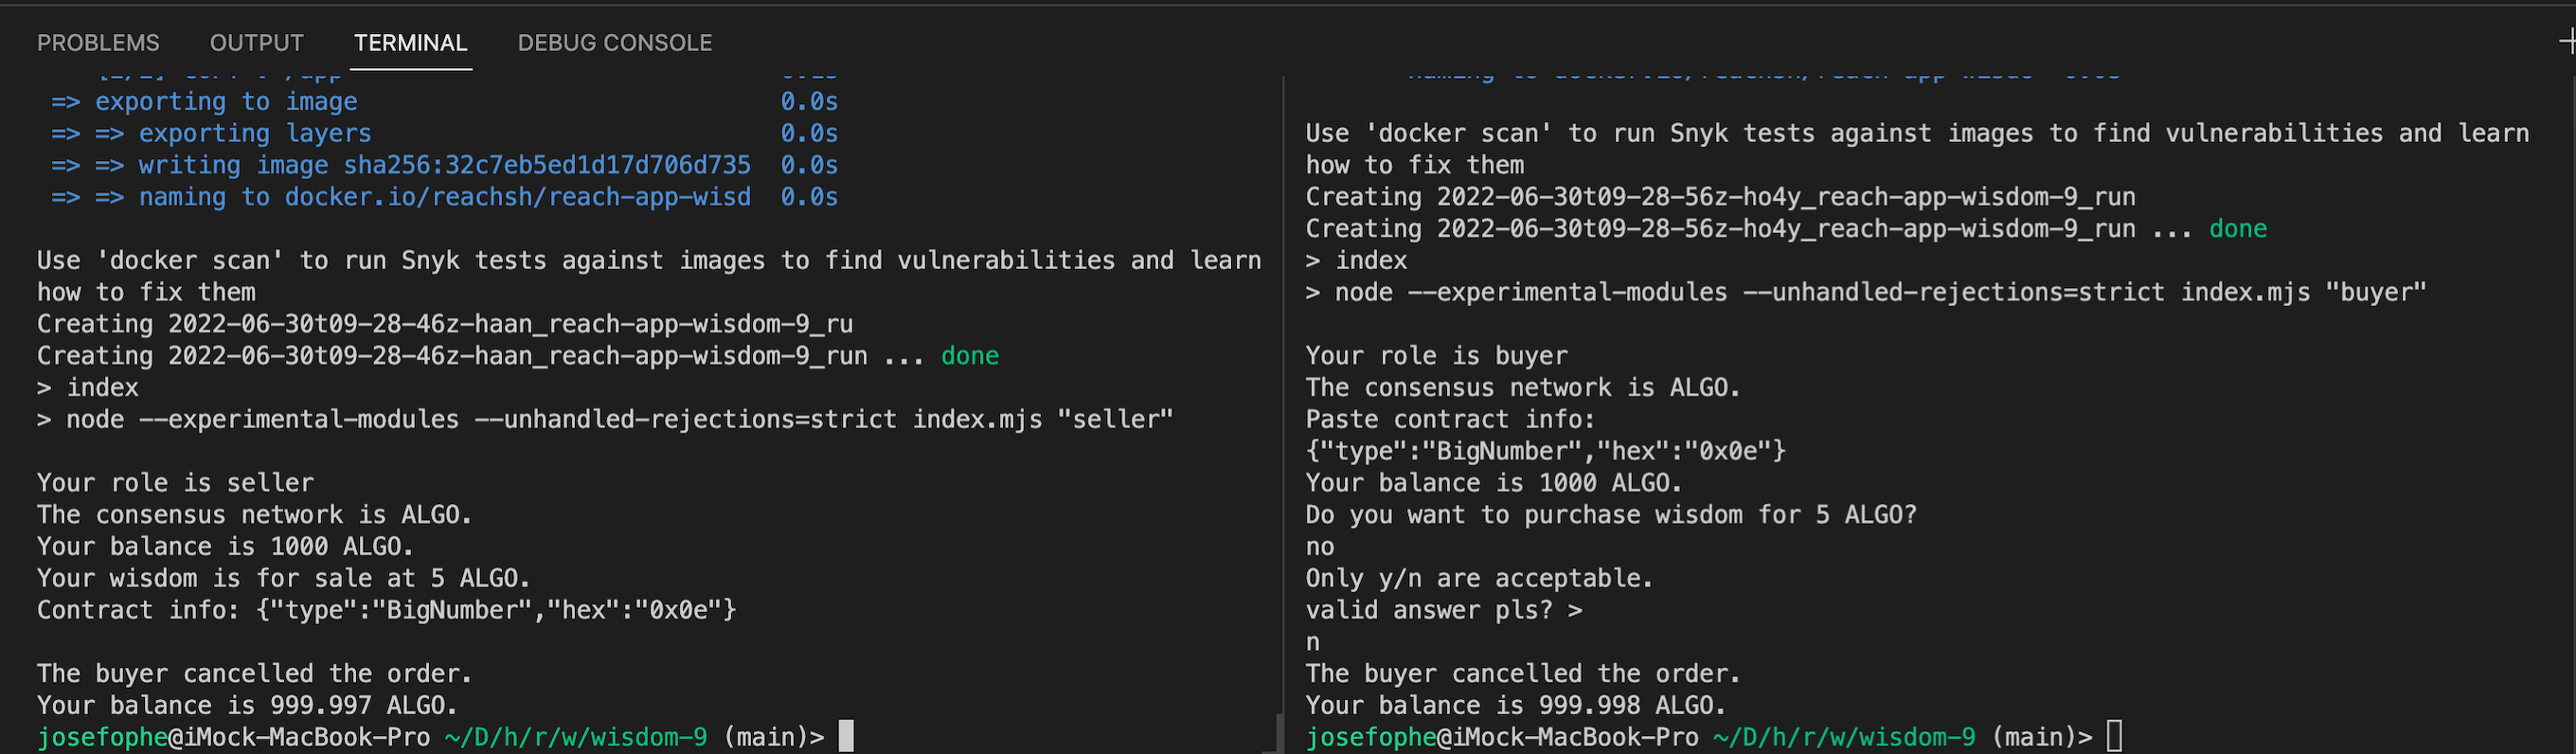 PROBLEMS OUTPUT TERMINAL DEBUG CONSOLE
=> exporting to image 0.0s
=> => exporting layers 0.0s
=> => writing image sha256:32c7eb5ed1d17d706d735 0.0s
=> => naming to docker.io/reachsh/reach-app-wisd 0.0s
Use 'docker scan' to run Snyk tests against images to find vulnerabilities and learn
how to fix them
Creating 2022-06-30t09-28-46z-haan_reach-app-wisdom-9_ru
Creating 2022-06-30t09-28-46z-haan_reach-app-wisdom-9_run ... done
> index
> node --experimental-modules --unhandled-rejections=strict index.mjs "seller"
Your role is seller
The consensus network is ALGO.
Your balance is 1000 ALGO.
Your wisdom is for sale at 5 ALGO.
Contract info: {"type":"BigNumber","hex":"0x0e"}
The buyer cancelled the order.
Your balance is 999.997 ALGO.
josefophe@iMock-MacBook-Pro ~/D/h/r/w/wisdom-9 (main)>
Use 'docker scan' to run Snyk tests against images to find vulnerabilities and learn
how to fix them
Creating 2022-06-30t09-28-56z-ho4y_reach-app-wisdom-9_run
Creating 2022-06-30t09-28-56z-ho4y_reach-app-wisdom-9_run ... done
> index
> node --experimental-modules --unhandled-rejections=strict index.mjs "buyer"
Your role is buyer
The consensus network is ALGO.
Paste contract info:
{"type":"BigNumber","hex":"0x0e"}
Your balance is 1000 ALGO.
Do you want to purchase wisdom for 5 ALGO?
no
Only y/n are acceptable.
valid answer pls? >
n
The buyer cancelled the order.
Your balance is 999.998 ALGO.
josefophe@iMock-MacBook-Pro ~/D/h/r/w/wisdom-9 (main)>